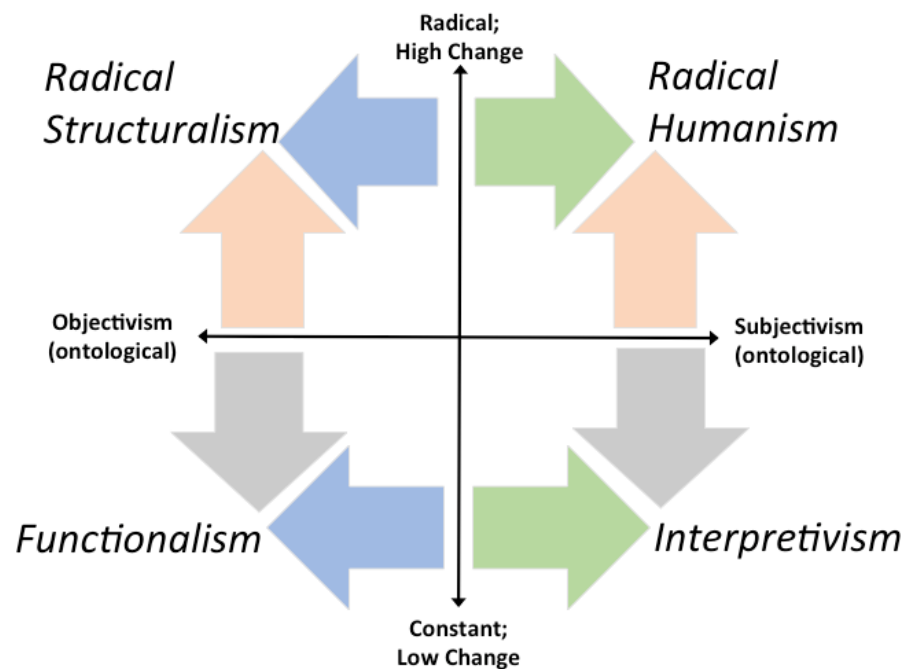 Radical;
High Change
Radical
Structuralism
Radical
Humanism
Objectivism
(ontological)
Subjectivism
(ontological)
Functionalism
Interpretivism
Constant;
Low Change